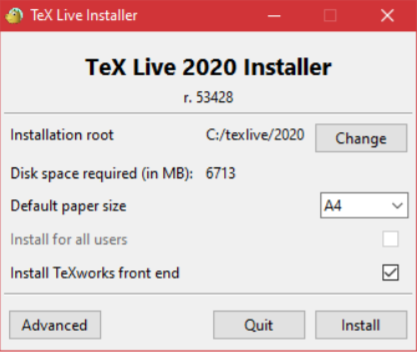 TeX Live Installer
TeX Live 2020 Installer
r. 53428
Installation root C:/texlive/2020 Change
Disk space required (in MB): 6713
Default paper size A4
Install for all users
Install TeXworks front end
Advanced Quit Install